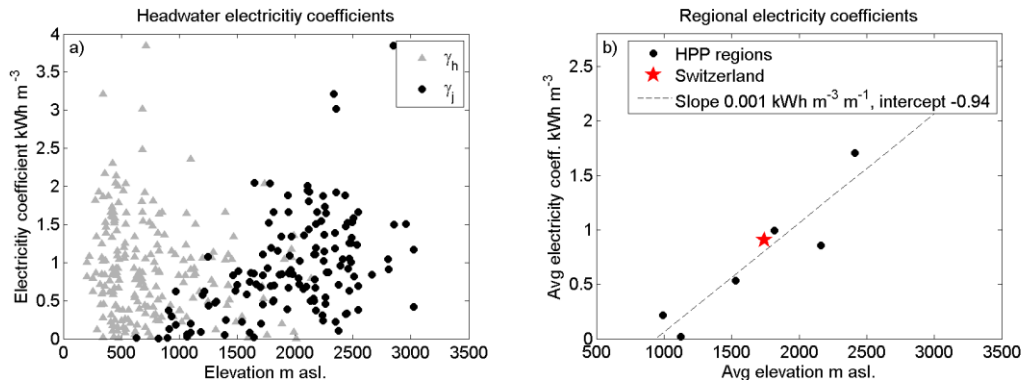 Headwater electricitiy coefficients
a)
γh
γj
Electricitiy coefficient kWh m-3
4
3.5
3
2.5
2
1.5
1
0.5
0
0 500 1000 1500 2000 2500 3000 3500
Elevation m asl.
Regional electricity coefficients
b)
HPP regions
Switzerland
Slope 0.001 kWh m-3 m-1, intercept -0.94
Avg electricity coeff. kWh m-3
2.5
2
1.5
1
0.5
0
500 1000 1500 2000 2500 3000 3500
Avg elevation m asl.